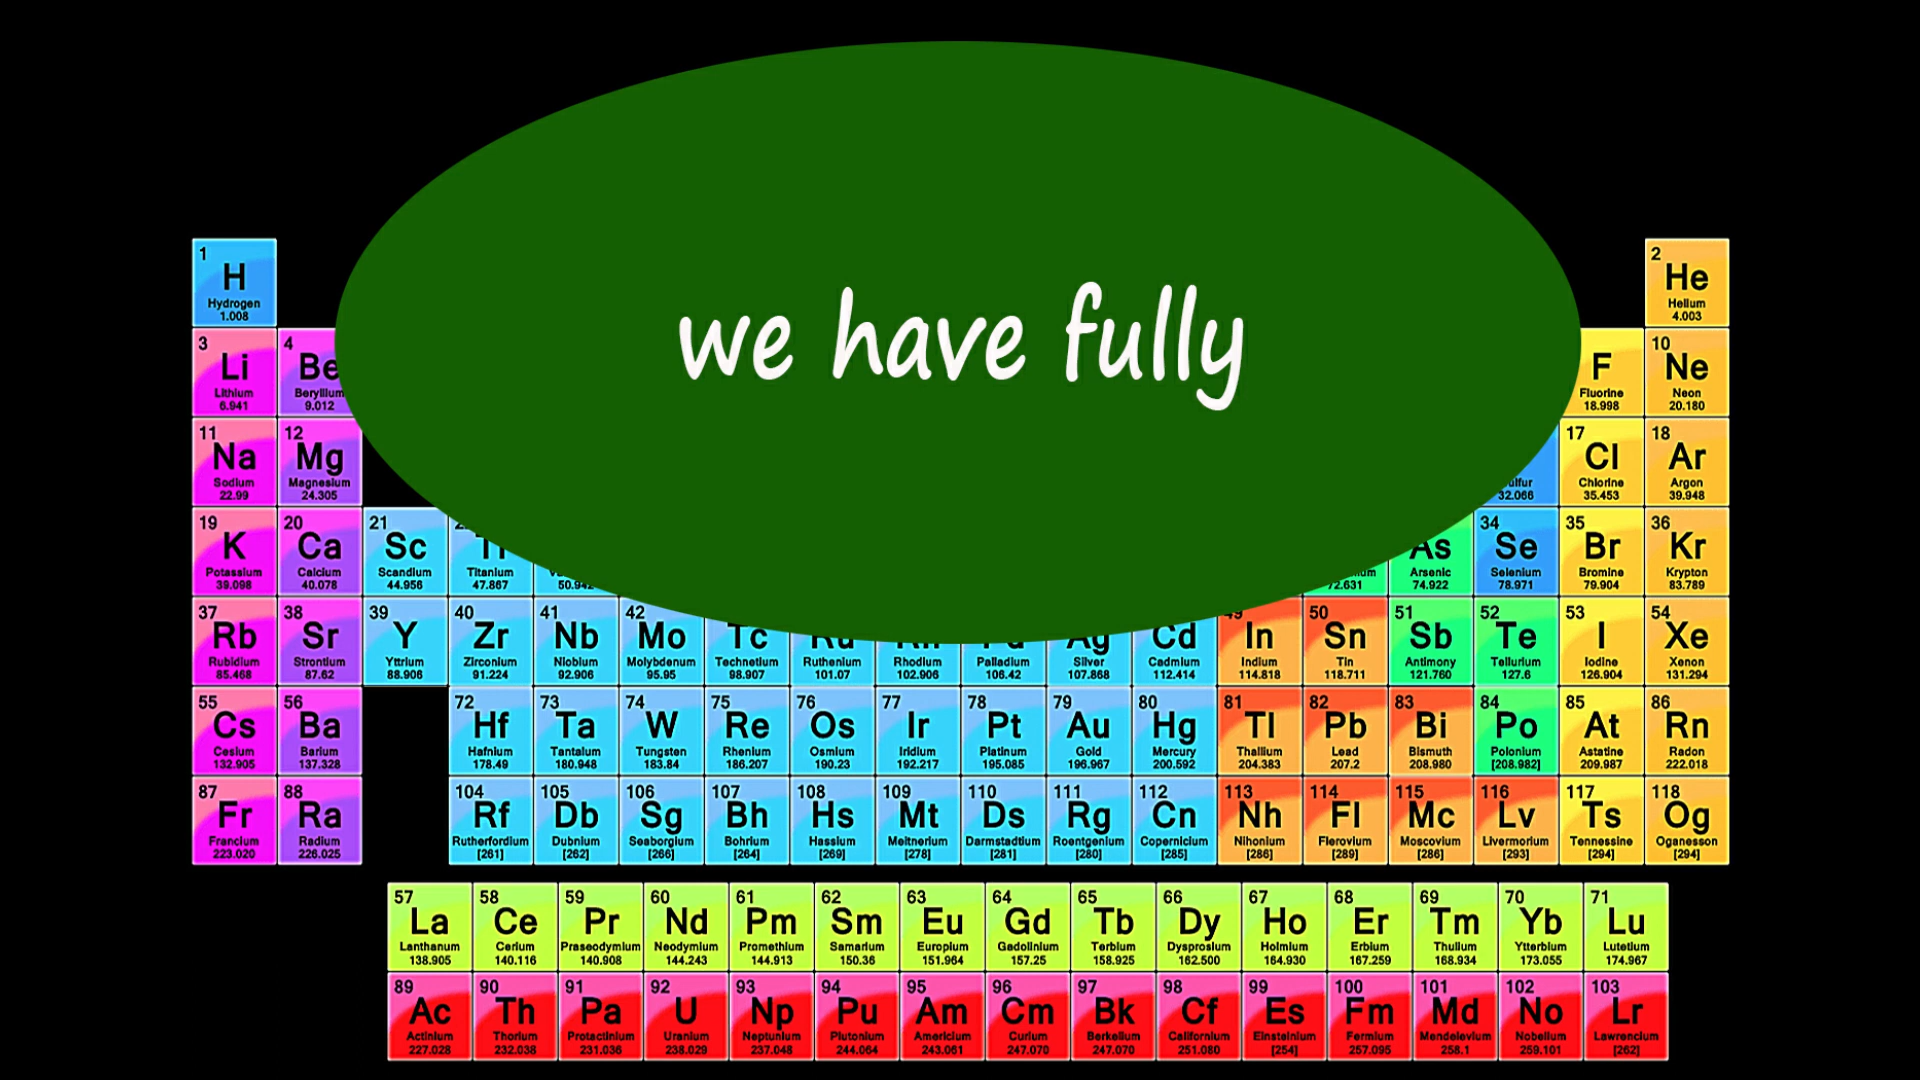 we have fully
1 2
H He
Hydrogen Helium
1.008 4.003
3 4 10
Li Be F Ne
Lithium Beryllium Fluorine Neon
6.941 9.012 18.998 20.180
11 12 17 18
Na Mg Cl Ar
Sodium Magnesium Chlorine Argon
22.99 24.305 32.066 35.453 39.948
19 20 21 34 35 36
K Ca Sc Ti As Se Br Kr
Potassium Calcium Scandium Titanium Arsenic Selenium Bromine Krypton
39.098 40.078 44.956 47.867 50.942 72.631 74.922 78.971 79.904 83.789
37 38 39 40 41 42 49 50 51 52 53 54
Rb Sr Y Zr Nb Mo Tc Ru Rh Pd Ag Cd In Sn Sb Te I Xe
Rubidium Strontium Yttrium Zirconium Niobium Molybdenum Technetium Ruthenium Rhodium Palladium Silver Cadmium Indium Tin Antimony Tellurium Iodine Xenon
85.468 87.62 88.906 91.224 92.906 95.95 98.907 101.07 102.906 106.42 107.868 112.414 114.818 118.711 121.760 127.6 126.904 131.294
55 56 72 73 74 75 76 77 78 79 80 81 82 83 84 85 86
Cs Ba Hf Ta W Re Os Ir Pt Au Hg Tl Pb Bi Po At Rn
Cesium Barium Hafnium Tantalum Tungsten Rhenium Osmium Iridium Platinum Gold Mercury Thallium Lead Bismuth Polonium Astatine Radon
132.905 137.328 178.49 180.948 183.84 186.207 190.23 192.217 195.085 196.967 200.592 204.383 207.2 208.980 [208.982] 209.987 222.018
87 88 104 105 106 107 108 109 110 111 112 113 114 115 116 117 118
Fr Ra Rf Db Sg Bh Hs Mt Ds Rg Cn Nh Fl Mc Lv Ts Og
Francium Radium Rutherfordium Dubnium Seaborgium Bohrium Hassium Meitnerium Darmstadtium Roentgenium Copernicium Nihonium Flerovium Moscovium Livermorium Tennessine Oganesson
223.020 226.025 [261] [262] [266] [264] [269] [278] [281] [280] [285] [286] [289] [286] [293] [294] [294]
57 58 59 60 61 62 63 64 65 66 67 68 69 70 71
La Ce Pr Nd Pm Sm Eu Gd Tb Dy Ho Er Tm Yb Lu
Lanthanum Cerium Praseodymium Neodymium Promethium Samarium Europium Gadolinium Terbium Dysprosium Holmium Erbium Thulium Ytterbium Lutetium
138.905 140.116 140.908 144.243 144.913 150.36 151.964 157.25 158.925 162.500 164.930 167.259 168.934 173.055 174.967
89 90 91 92 93 94 95 96 97 98 99 100 101 102 103
Ac Th Pa U Np Pu Am Cm Bk Cf Es Fm Md No Lr
Actinium Thorium Protactinium Uranium Neptunium Plutonium Americium Curium Berkelium Californium Einsteinium Fermium Mendelevium Nobelium Lawrencium
227.028 232.038 231.036 238.029 237.048 244.064 243.061 247.070 247.070 251.080 [254] 257.095 258.1 259.101 [262]